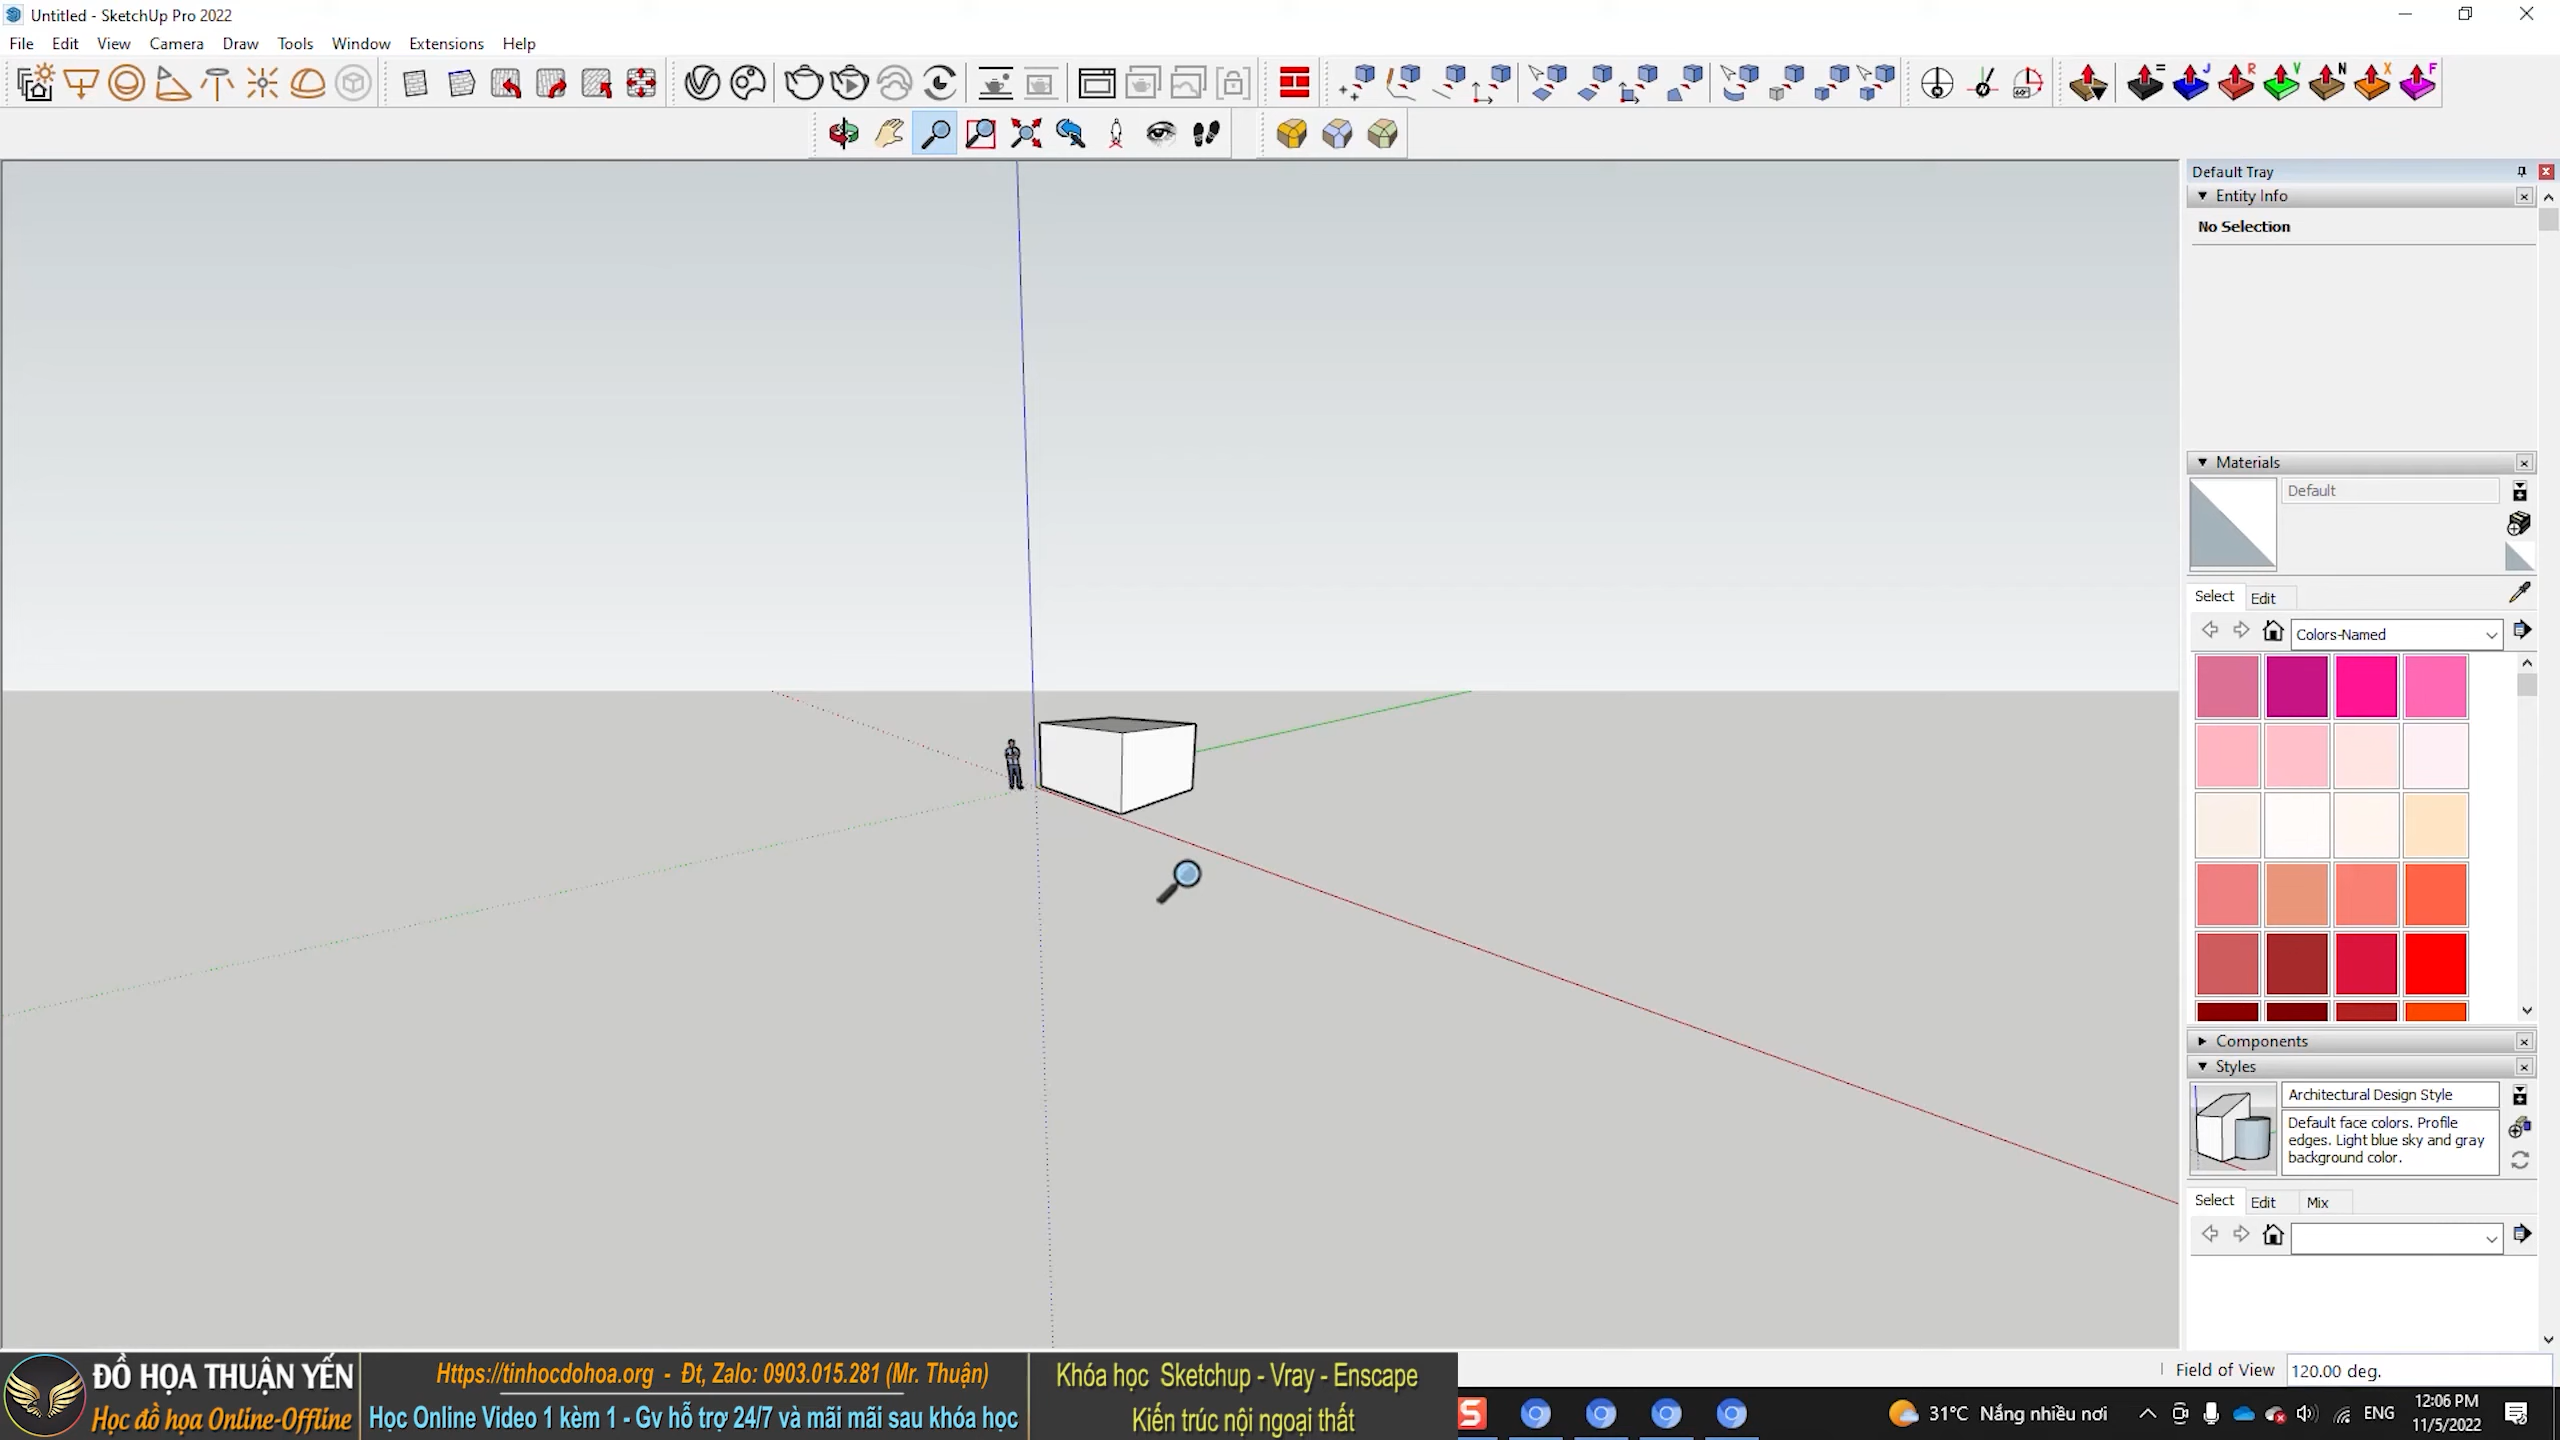 Untitled - SketchUp Pro 2022
File Edit View Camera Draw Tools Window Extensions Help
= J R V N X F
Default Tray
Entity Info
No Selection
Materials
Default
Select Edit
Colors-Named
Components
Styles
Architectural Design Style
Default face colors. Profile
edges. Light blue sky and gray
background color.
Select Edit Mix
Field of View 120.00 deg.
ĐỒ HỌA THUẬN YẾN
Học đồ họa Online-Offline
Https://tinhocdohoa.org - Đt, Zalo: 0903.015.281 (Mr. Thuận)
Học Online Video 1 kèm 1 - Gv hỗ trợ 24/7 và mãi mãi sau khóa học
Khóa học Sketchup - Vray - Enscape
Kiến trúc nội ngoại thất
S
31°C Nắng nhiều nơi
ENG
12:06 PM
11/5/2022